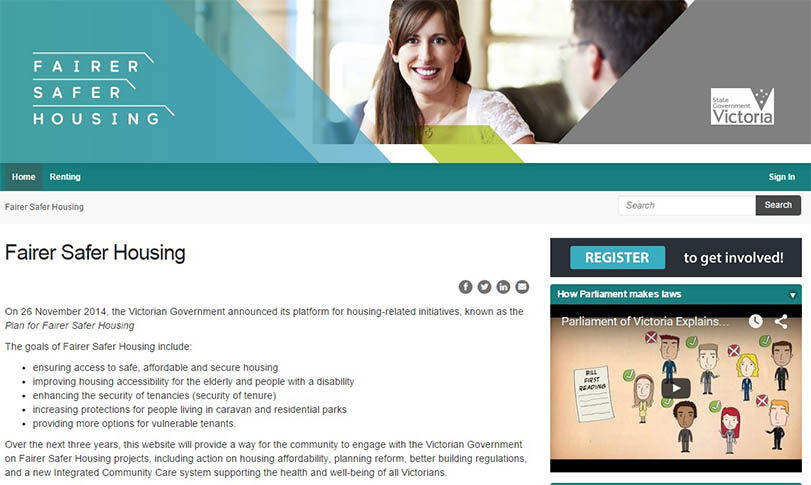 FAIRER
SAFER
HOUSING
State
Government
Victoria
Home Renting Sign In
Fairer Safer Housing Search Search
Fairer Safer Housing
REGISTER to get involved!
On 26 November 2014, the Victorian Government announced its platform for housing-related initiatives, known as the
Plan for Fairer Safer Housing
The goals of Fairer Safer Housing include:
• ensuring access to safe, affordable and secure housing
• improving housing accessibility for the elderly and people with a disability
• enhancing the security of tenancies (security of tenure)
• increasing protections for people living in caravan and residential parks
• providing more options for vulnerable tenants.
Over the next three years, this website will provide a way for the community to engage with the Victorian Government
on Fairer Safer Housing projects, including action on housing affordability, planning reform, better building regulations,
and a new Integrated Community Care system supporting the health and well-being of all Victorians.
How Parliament makes laws
Parliament of Victoria Explains...
BILL
FIRST
READING